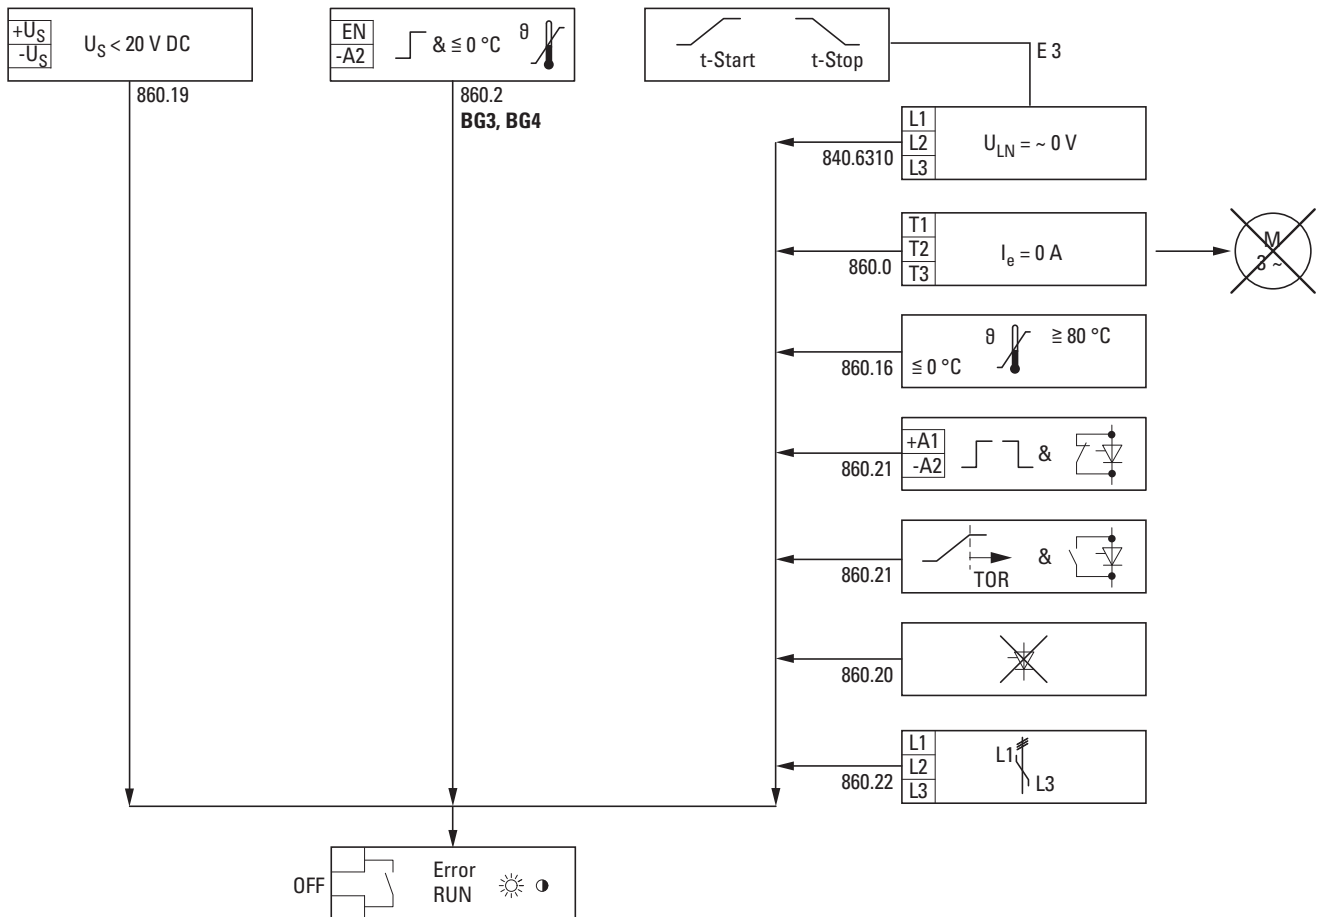 +US
-US
US < 20 V DC
860.19
EN
-A2
& ≦ 0 °C
ϑ
860.2
BG3, BG4
t-Start
t-Stop
E 3
L1
L2
L3
ULN = ~ 0 V
840.6310
T1
T2
T3
Ie = 0 A
860.0
M
3 ~
ϑ
≧ 80 °C
≦ 0 °C
860.16
+A1
-A2
&
860.21
TOR
&
860.21
860.20
L1
L2
L3
L1
L3
860.22
OFF
Error
RUN